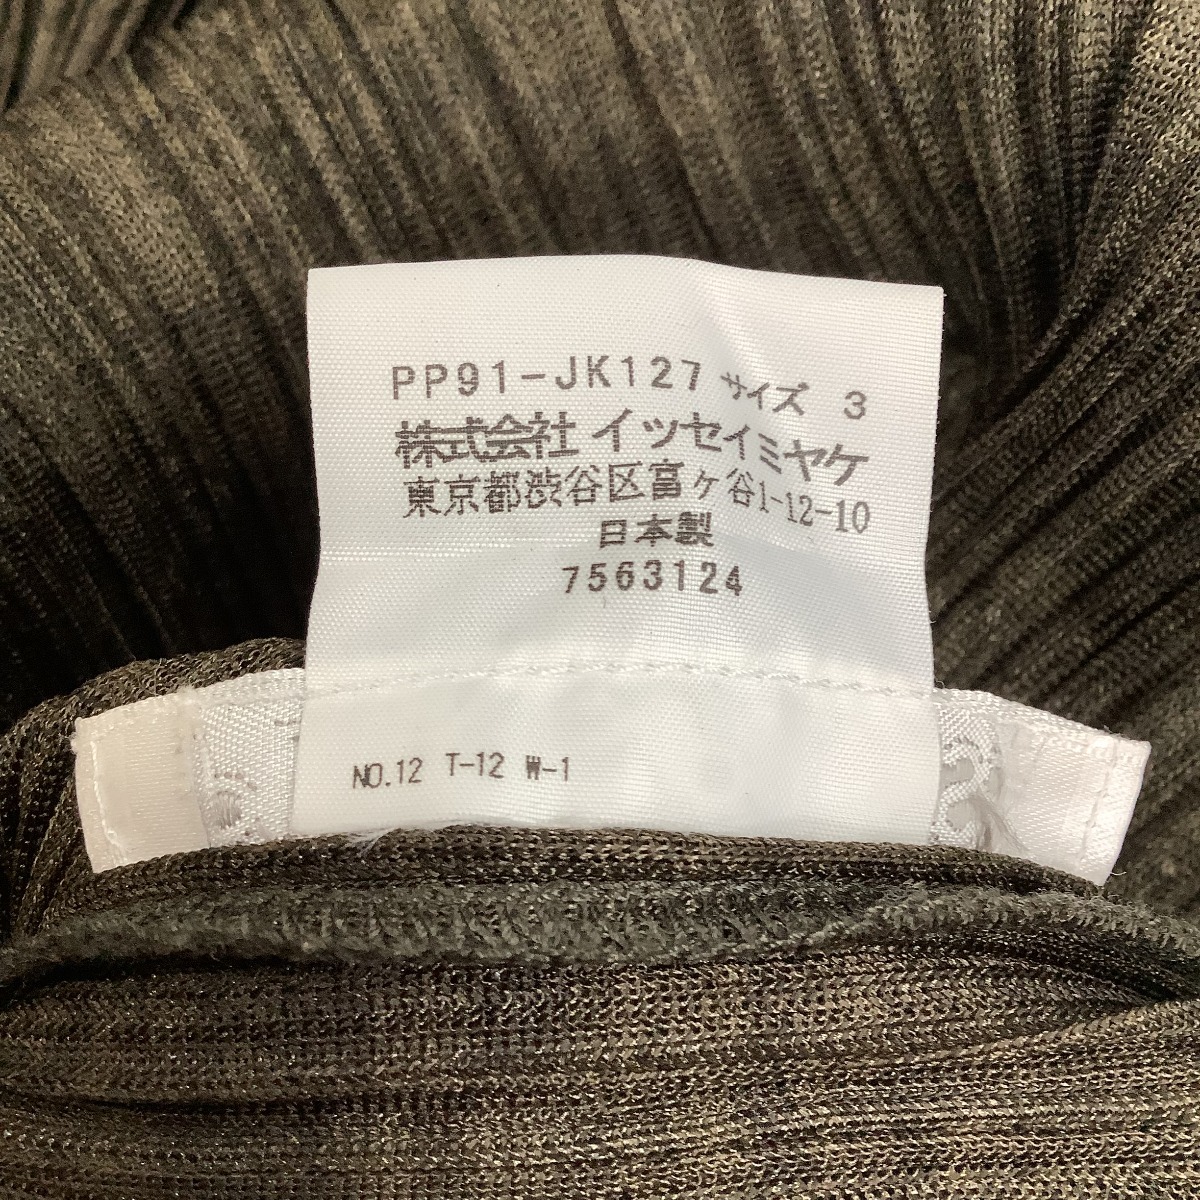 PP91-JK127 サイズ 3
株式会社 イッセイミヤケ
東京都渋谷区富ヶ谷1-12-10
日本製
7563124
NO.12 T-12 W-1